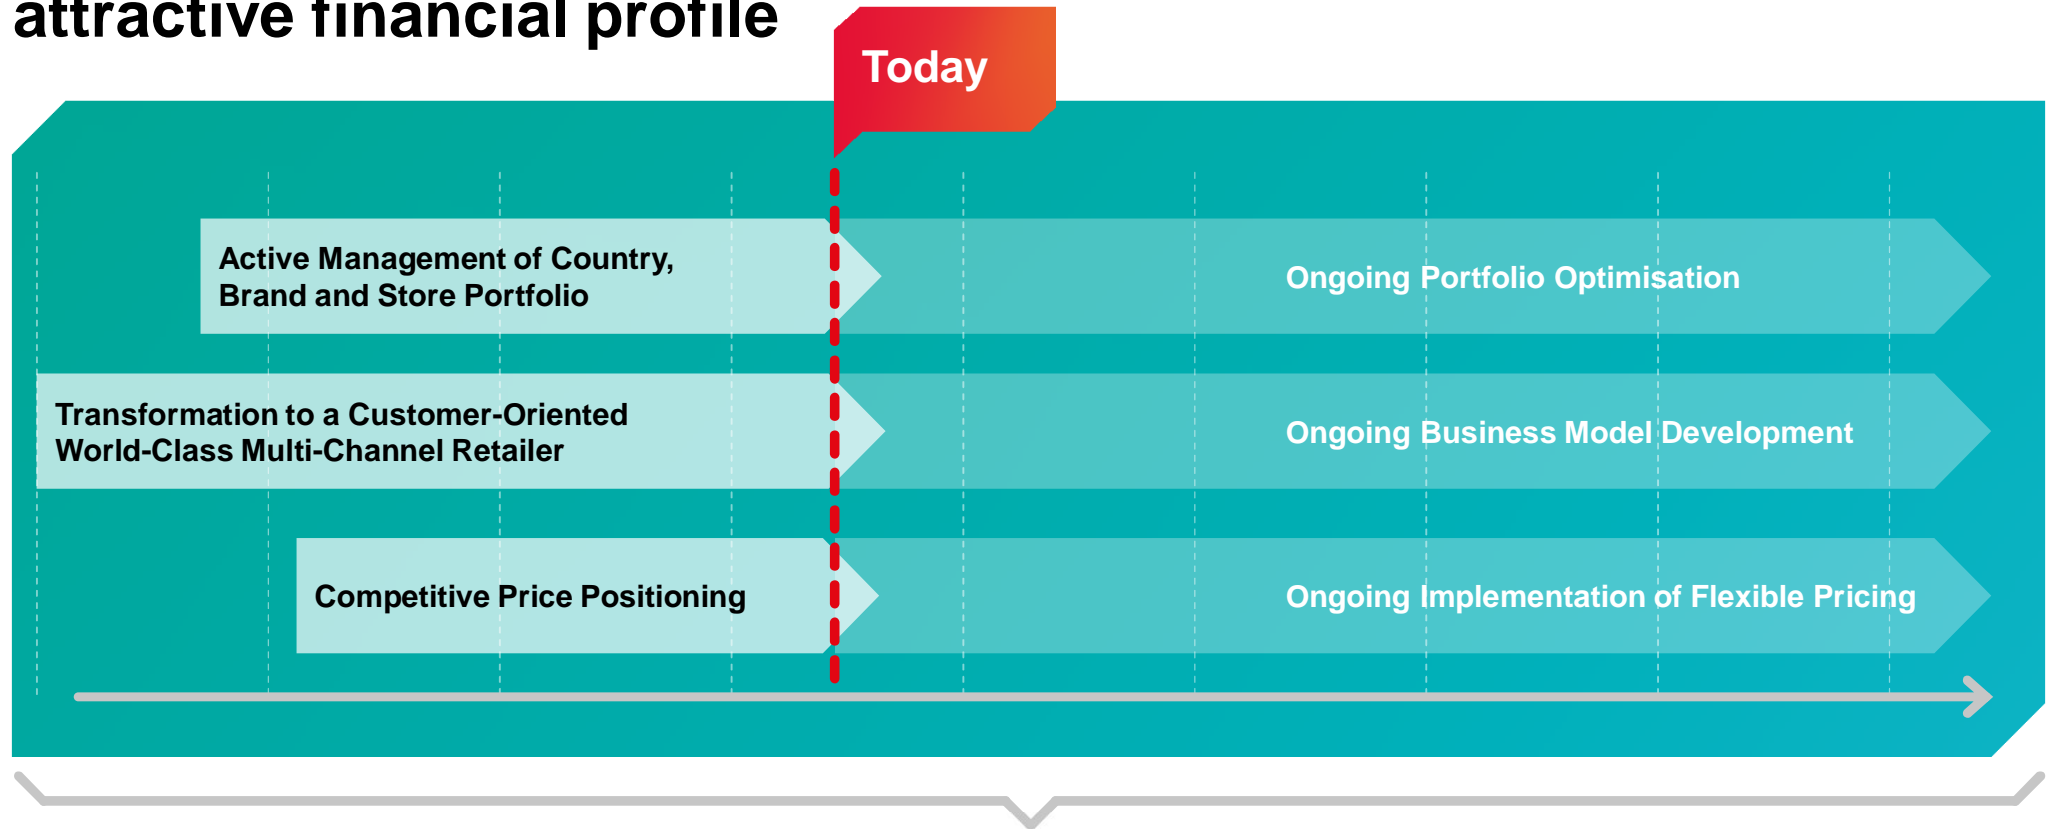 attractive financial profile
Today
Active Management of Country,
Brand and Store Portfolio
Ongoing Portfolio Optimisation
Transformation to a Customer-Oriented
World-Class Multi-Channel Retailer
Ongoing Business Model Development
Competitive Price Positioning
Ongoing Implementation of Flexible Pricing